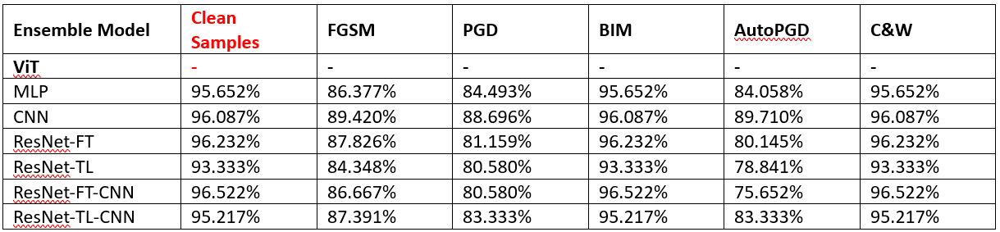 Ensemble Model Clean Samples FGSM PGD BIM AutoPGD C&W
ViT - - - - - -
MLP 95.652% 86.377% 84.493% 95.652% 84.058% 95.652%
CNN 96.087% 89.420% 88.696% 96.087% 89.710% 96.087%
ResNet-FT 96.232% 87.826% 81.159% 96.232% 80.145% 96.232%
ResNet-TL 93.333% 84.348% 80.580% 93.333% 78.841% 93.333%
ResNet-FT-CNN 96.522% 86.667% 80.580% 96.522% 75.652% 96.522%
ResNet-TL-CNN 95.217% 87.391% 83.333% 95.217% 83.333% 95.217%